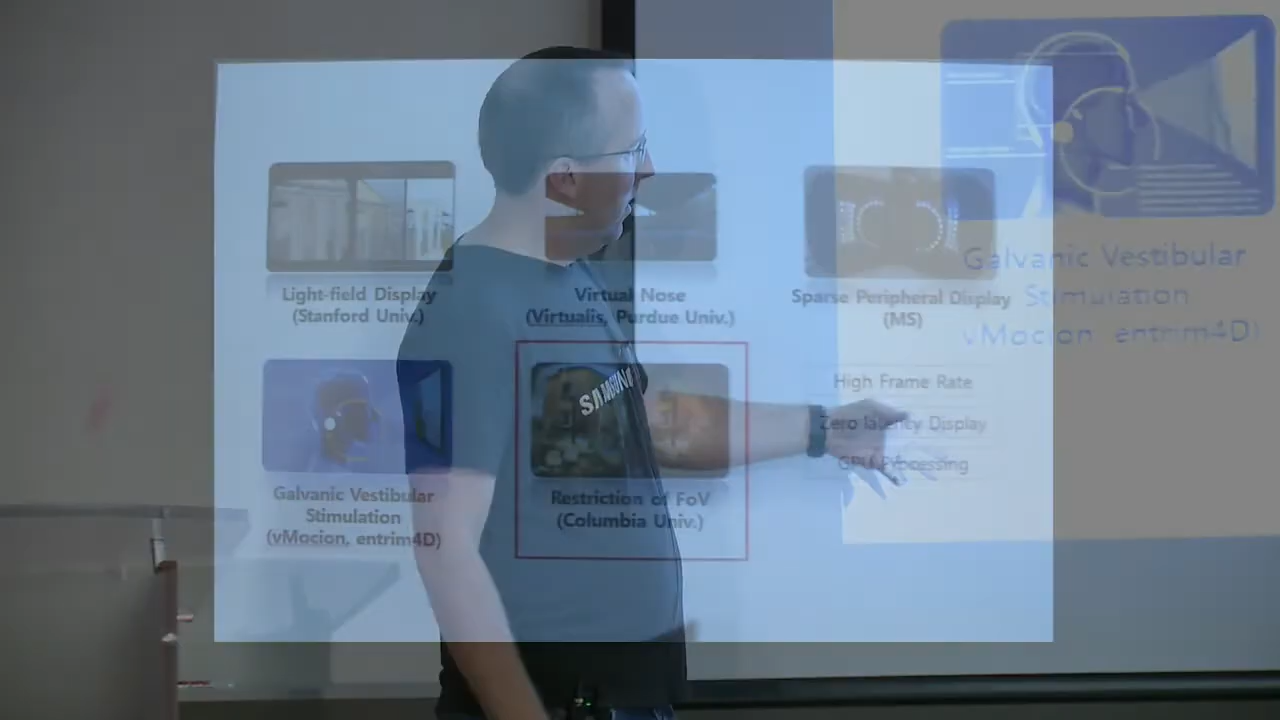 Light-field Display
(Stanford Univ.)
Virtual Nose
(Virtualis, Purdue Univ.)
Sparse Peripheral Display
(MS)
Galvanic Vestibular
Stimulation
(vMocion, entrim4D)
Restriction of FoV
(Columbia Univ.)
High Frame Rate
Zero latency Display
GPU Processing
SAMSUNG
Galvanic Vestibular
Stimulation
vMocion, entrim4D)